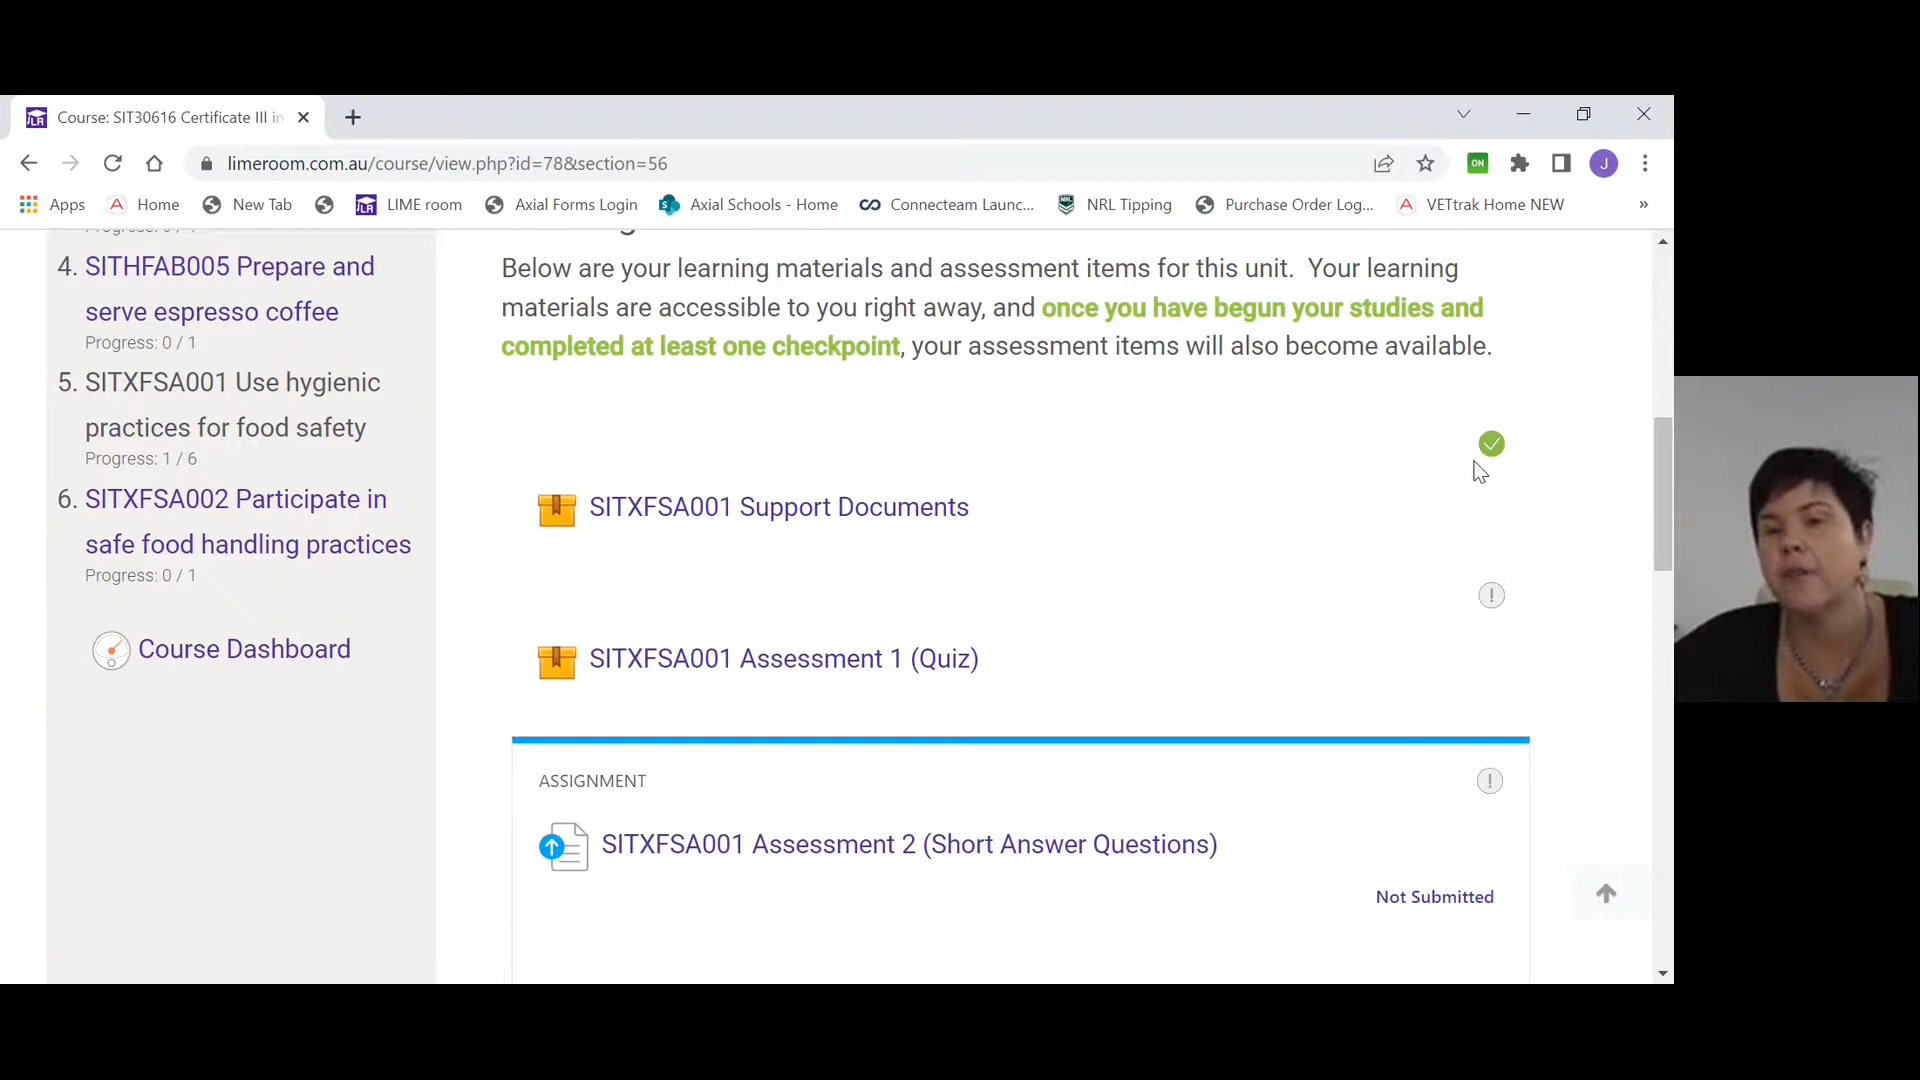 Course: SIT30616 Certificate III in
limeroom.com.au/course/view.php?id=78&section=56
ON
J
Apps
Home
New Tab
LIME room
Axial Forms Login
Axial Schools - Home
Connecteam Launc...
NRL Tipping
Purchase Order Log...
VETtrak Home NEW
»
4. SITHFAB005 Prepare and
serve espresso coffee
Progress: 0 / 1
5. SITXFSA001 Use hygienic
practices for food safety
Progress: 1 / 6
6. SITXFSA002 Participate in
safe food handling practices
Progress: 0 / 1
Course Dashboard
Below are your learning materials and assessment items for this unit. Your learning
materials are accessible to you right away, and once you have begun your studies and
completed at least one checkpoint, your assessment items will also become available.
SITXFSA001 Support Documents
SITXFSA001 Assessment 1 (Quiz)
ASSIGNMENT
SITXFSA001 Assessment 2 (Short Answer Questions)
Not Submitted